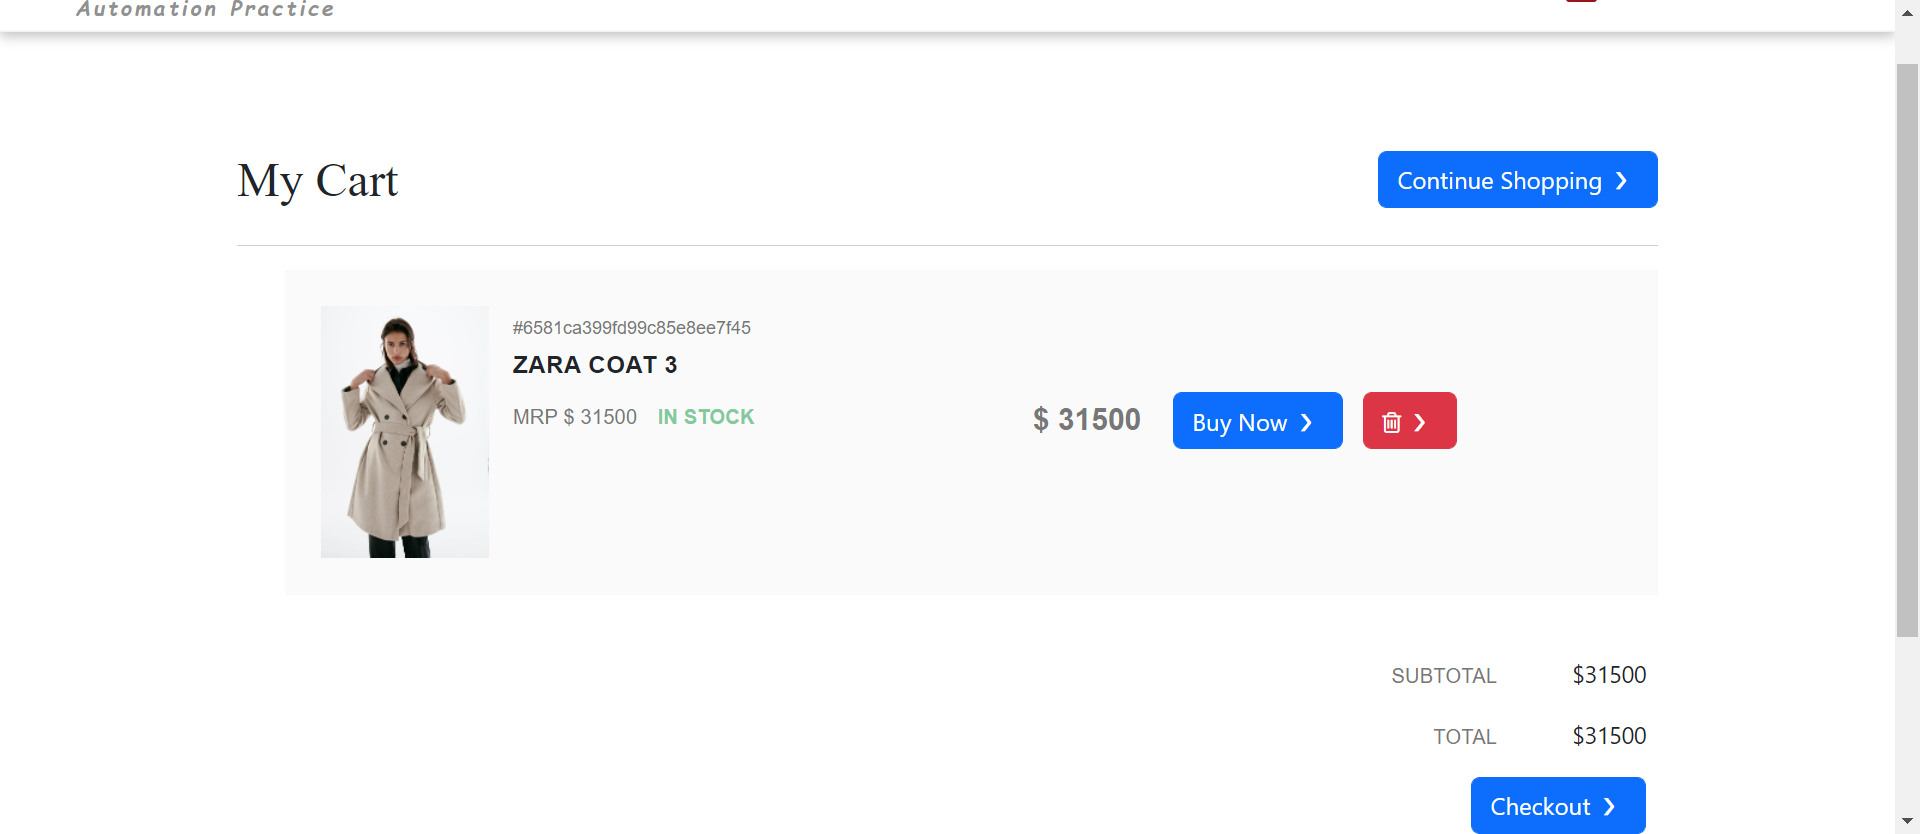 Automation Practice
My Cart
Continue Shopping
#6581ca399fd99c85e8ee7f45
ZARA COAT 3
MRP $ 31500 IN STOCK
$ 31500
Buy Now
SUBTOTAL $31500
TOTAL $31500
Checkout